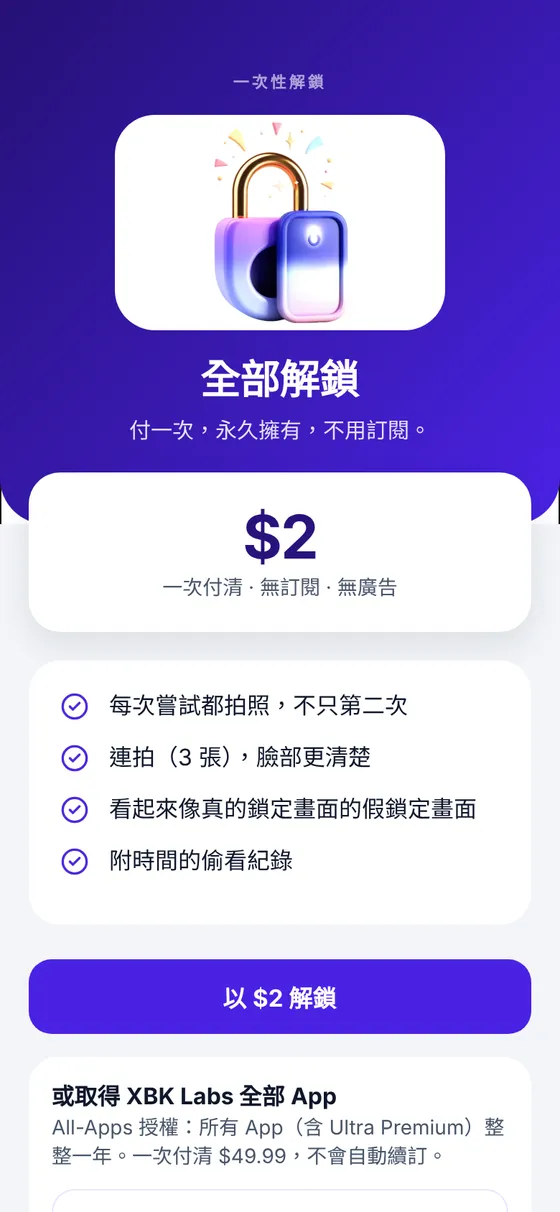 一次性解鎖
全部解鎖
付一次，永久擁有，不用訂閱。
$2
一次付清 · 無訂閱 · 無廣告
每次嘗試都拍照，不只第二次
連拍（3 張），臉部更清楚
看起來像真的鎖定畫面的假鎖定畫面
附時間的偷看紀錄
以 $2 解鎖
或取得 XBK Labs 全部 App
All-Apps 授權：所有 App（含 Ultra Premium）整
整一年。一次付清 $49.99，不會自動續訂。